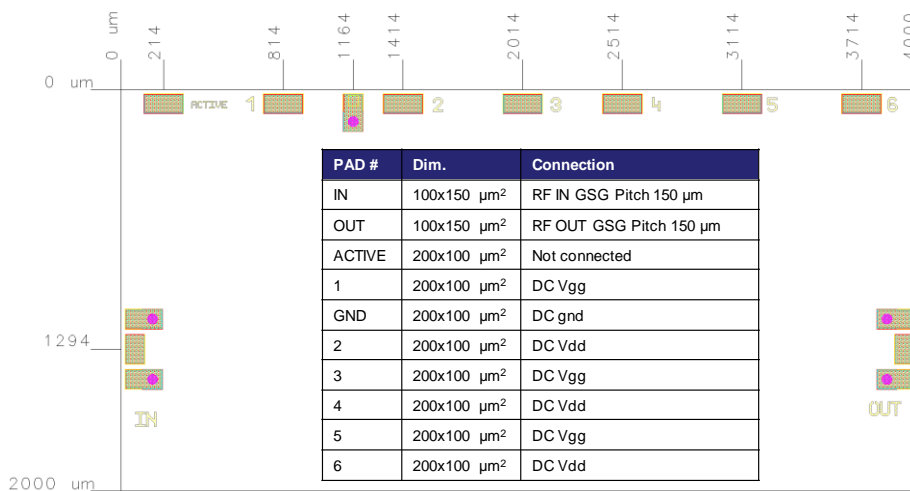 0 um
214
814
1164
1414
2014
2514
3114
3714
4000
0 um
ACTIVE 1 2 3 4 5 6
PAD # Dim. Connection
IN 100x150 µm² RF IN GSG Pitch 150 µm
OUT 100x150 µm² RF OUT GSG Pitch 150 µm
ACTIVE 200x100 µm² Not connected
1 200x100 µm² DC Vgg
GND 200x100 µm² DC gnd
2 200x100 µm² DC Vdd
3 200x100 µm² DC Vgg
4 200x100 µm² DC Vdd
5 200x100 µm² DC Vgg
6 200x100 µm² DC Vdd
1294
IN
OUT
2000 um